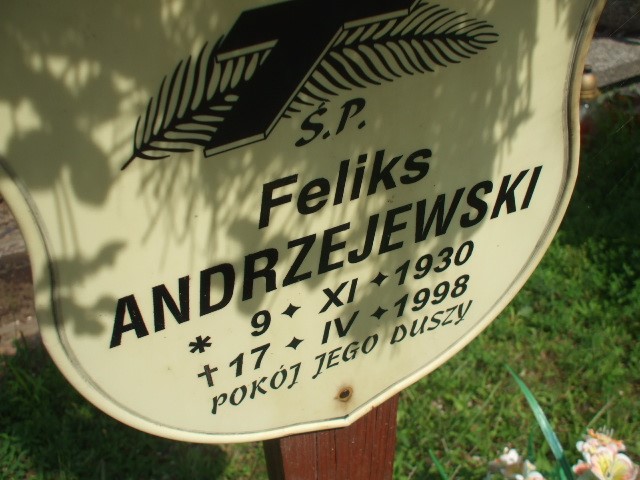 Ś.P.
Feliks
ANDRZEJEWSKI
* 9 ✦ XI ✦ 1930
✝ 17 ✦ IV ✦ 1998
POKÓJ JEGO DUSZY